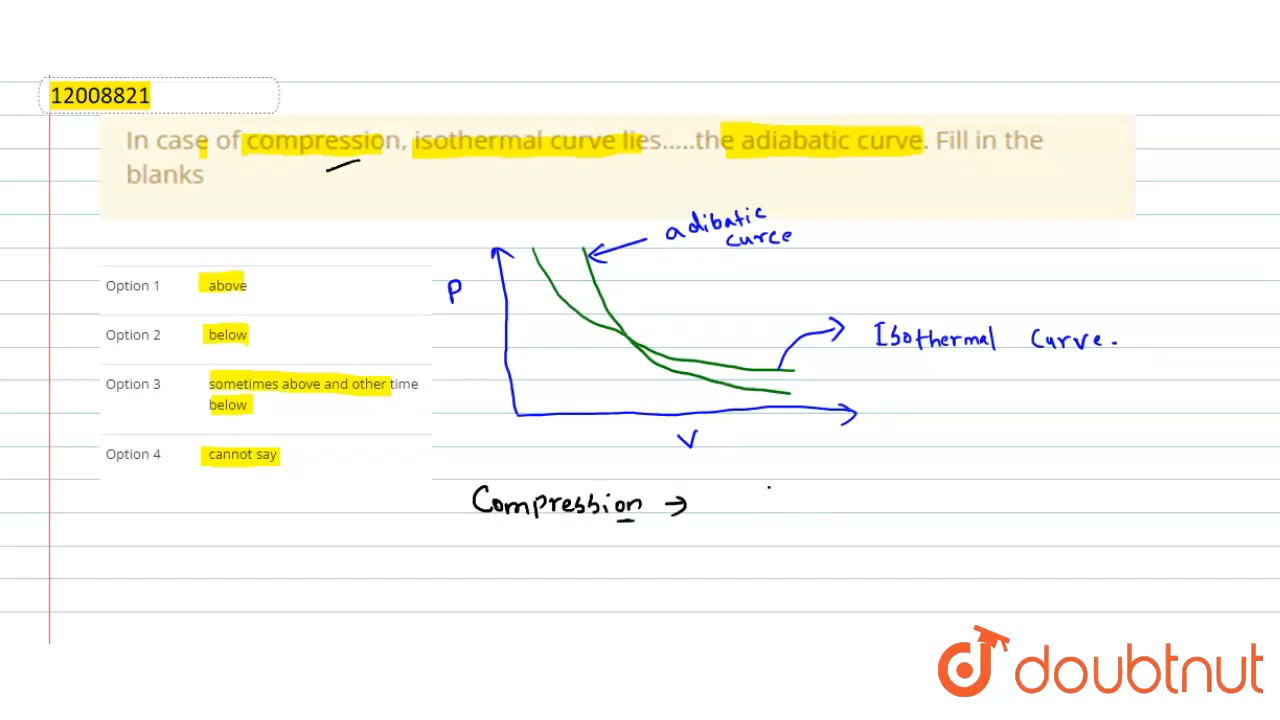 12008821
In case of compression, isothermal curve lies.....the adiabatic curve. Fill in the
blanks
Option 1 above
Option 2 below
Option 3 sometimes above and other time
below
Option 4 cannot say
adibatic
curce
P
Isothermal Curve.
V
Compression →
doubtnut